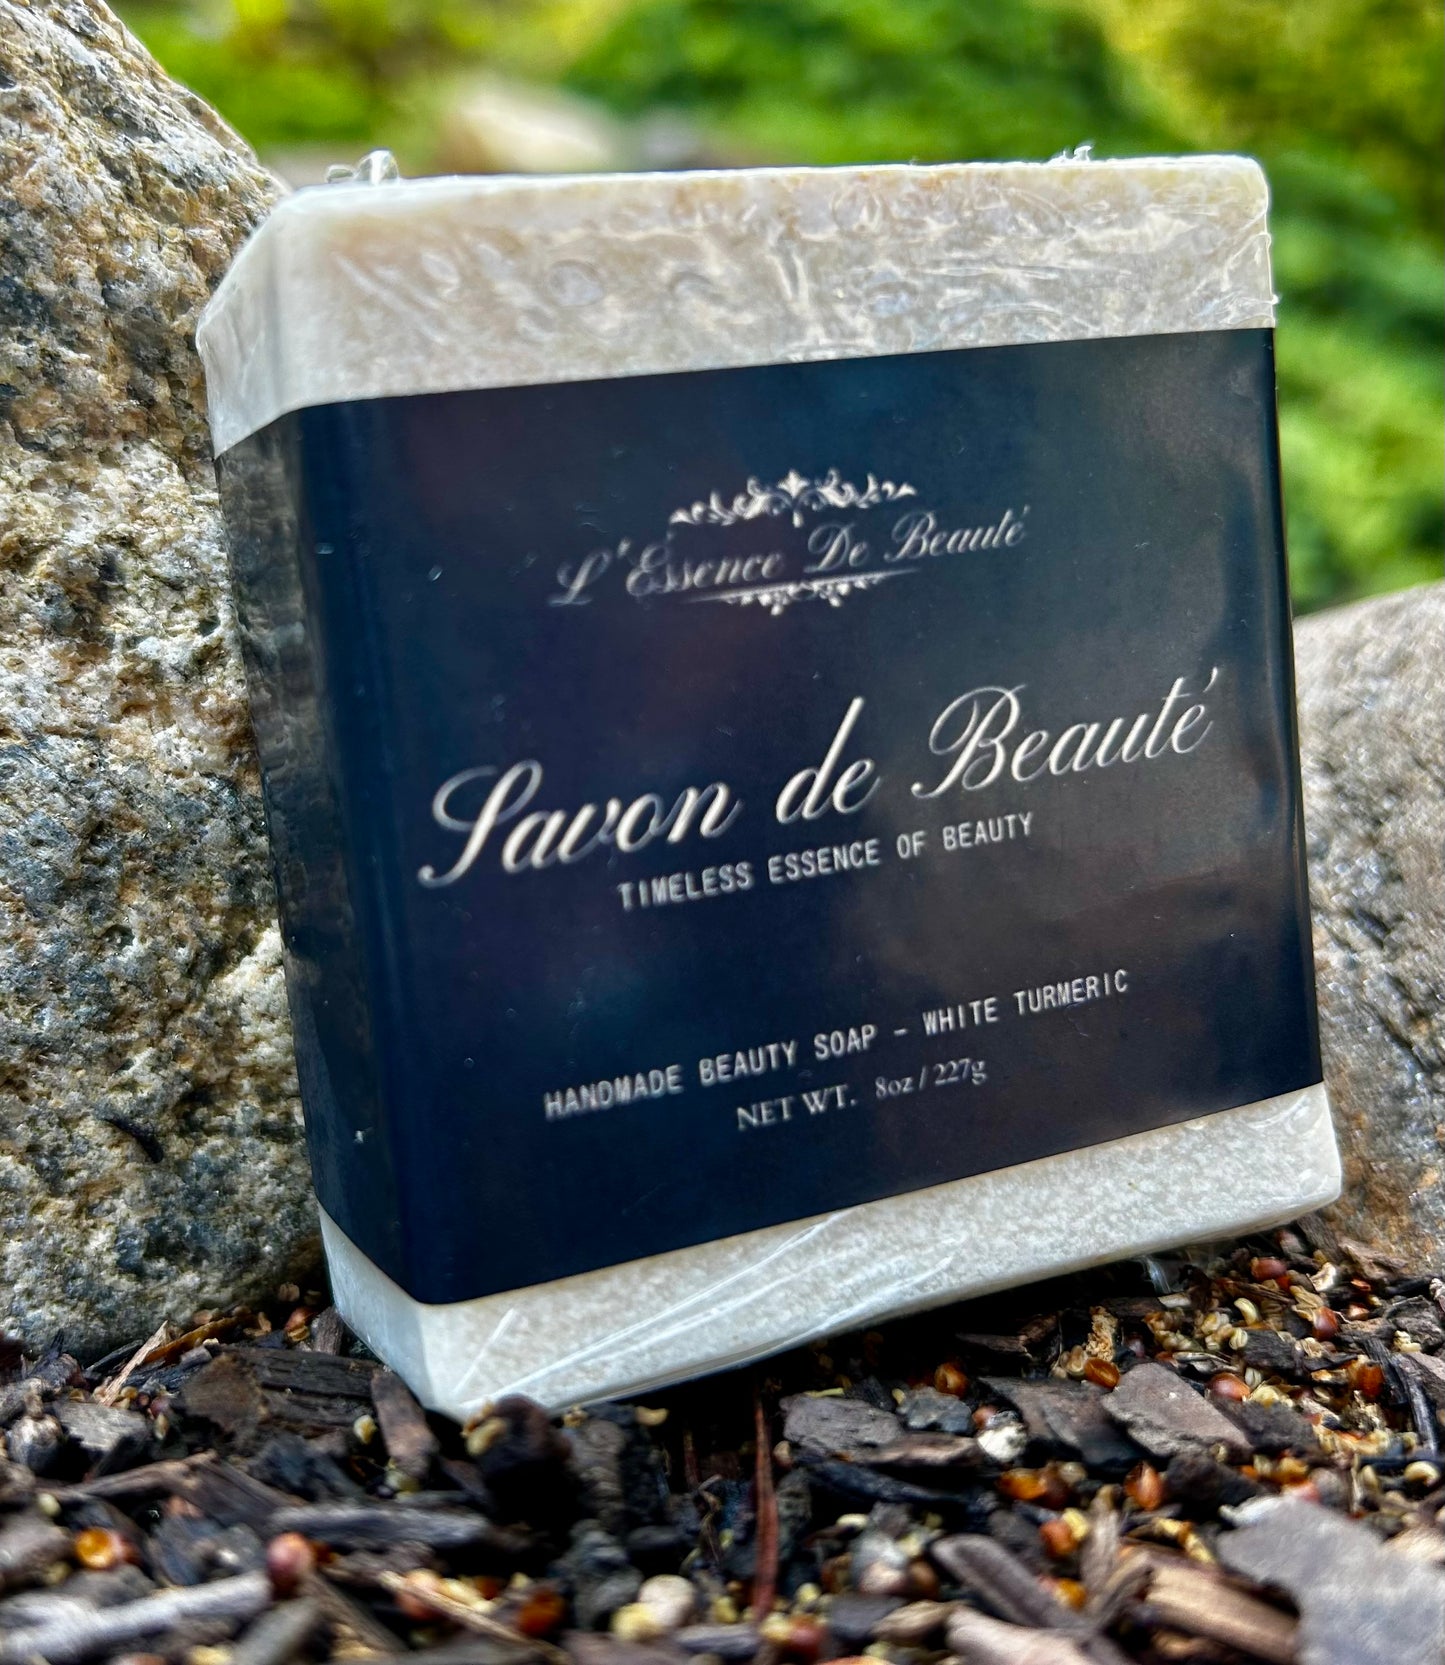 L'Essence De Beauté
Savon de Beauté
TIMELESS ESSENCE OF BEAUTY
HANDMADE BEAUTY SOAP - WHITE TURMERIC
NET WT. 8oz / 227g